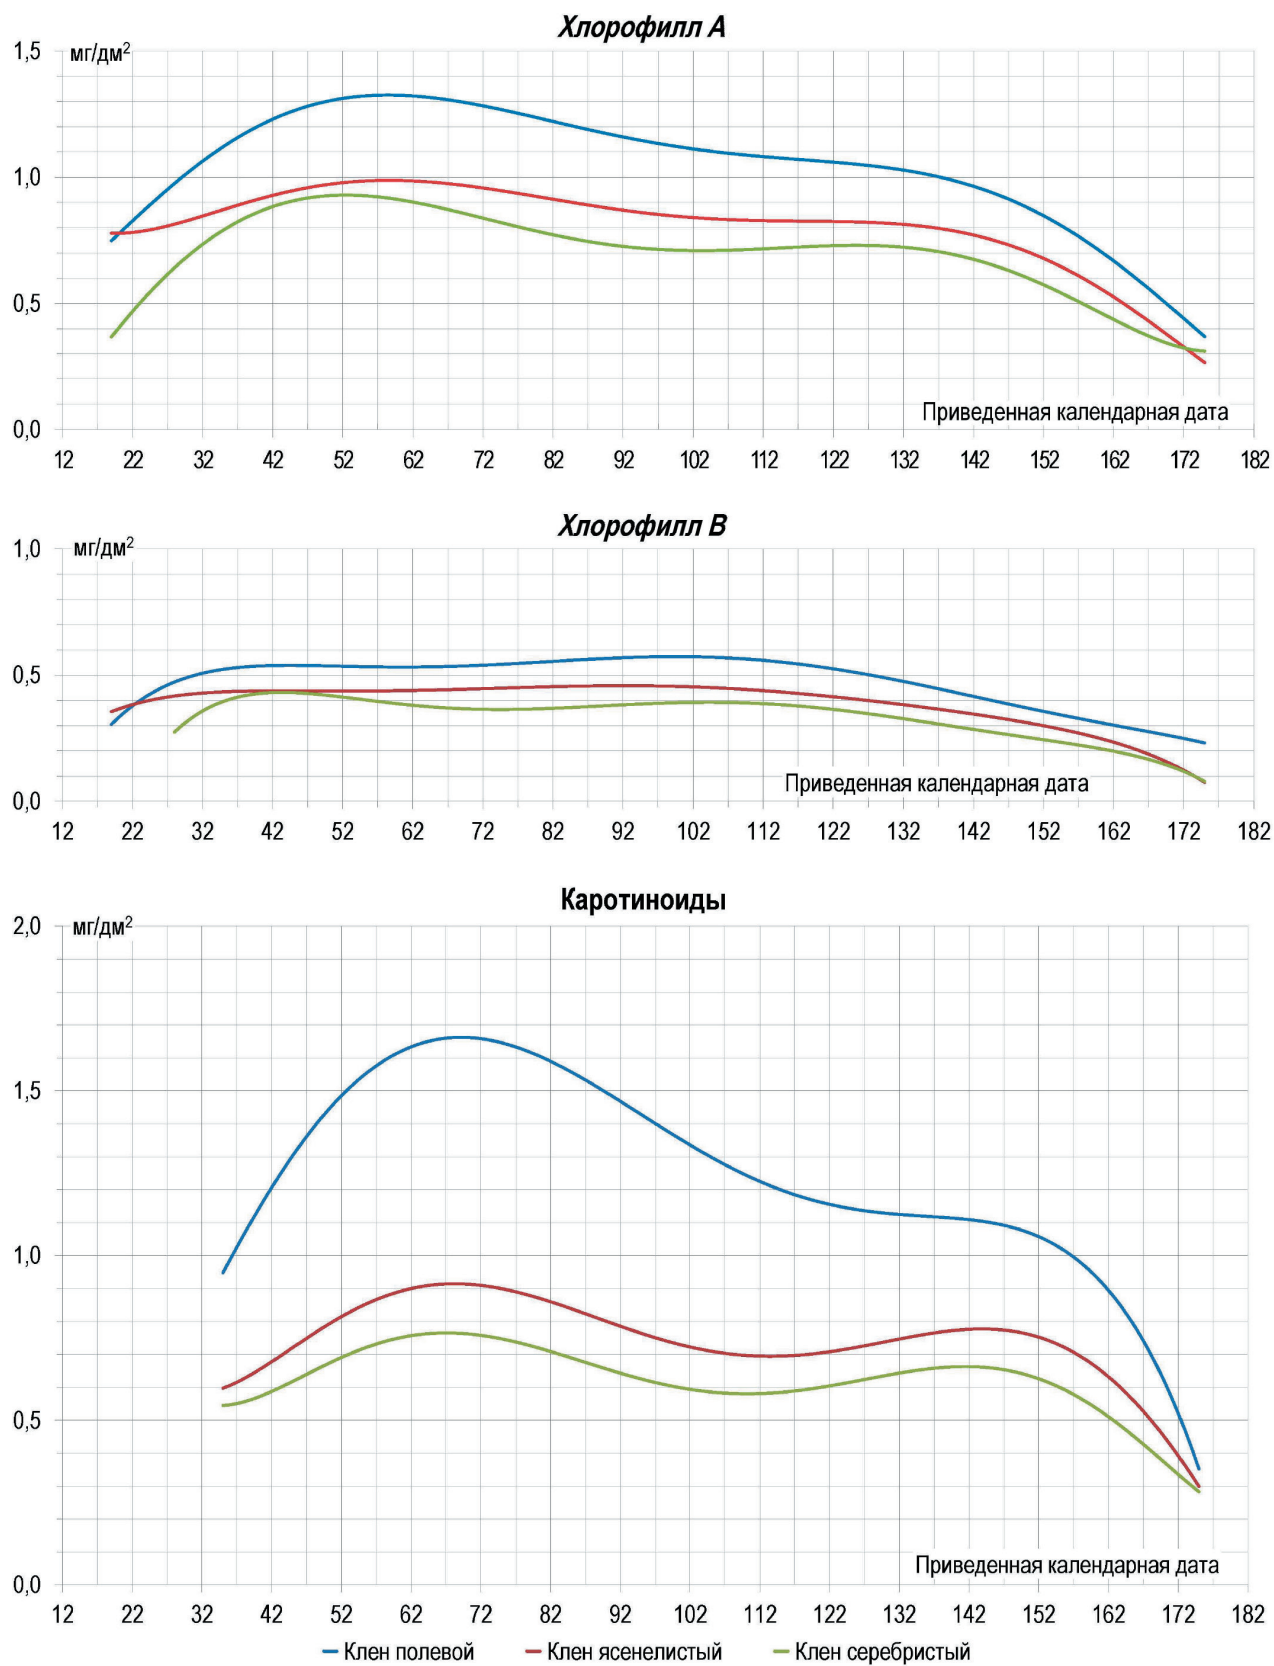 Хлорофилл А
мг/дм²
1,5
1,0
0,5
0,0
Приведенная календарная дата
12 22 32 42 52 62 72 82 92 102 112 122 132 142 152 162 172 182
Хлорофилл В
мг/дм²
1,0
0,5
0,0
Приведенная календарная дата
12 22 32 42 52 62 72 82 92 102 112 122 132 142 152 162 172 182
Каротиноиды
мг/дм²
2,0
1,5
1,0
0,5
0,0
Приведенная календарная дата
12 22 32 42 52 62 72 82 92 102 112 122 132 142 152 162 172 182
Клен полевой Клен ясенелистый Клен серебристый